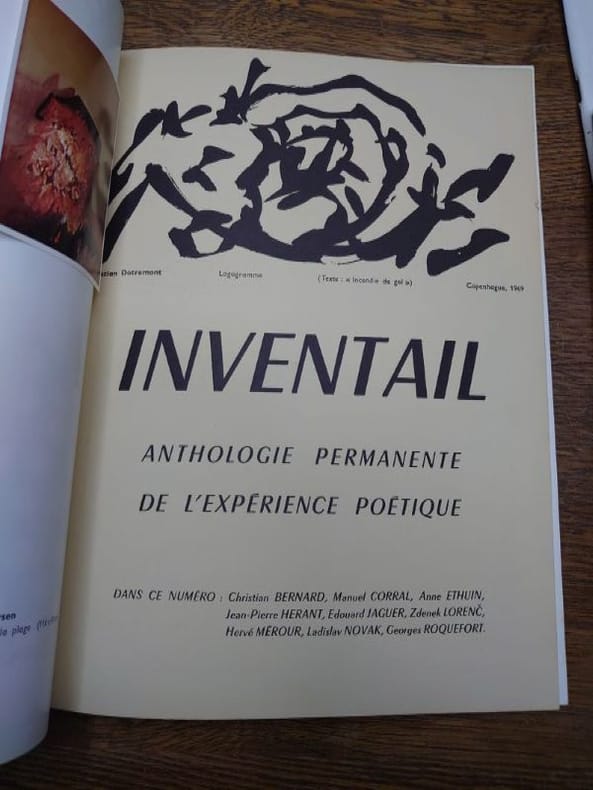 Dotremont
Logogramme
(Texte : « Incendie de gel »)
Copenhague, 1969
INVENTAIL
ANTHOLOGIE PERMANENTE
DE L'EXPÉRIENCE POÉTIQUE
DANS CE NUMÉRO : Christian BERNARD, Manuel CORRAL, Anne ETHUIN,
Jean-Pierre HERANT, Edouard JAGUER, Zdenek LORENČ,
Hervé MÉROUR, Ladislav NOVAK, Georges ROQUEFORT.
plage